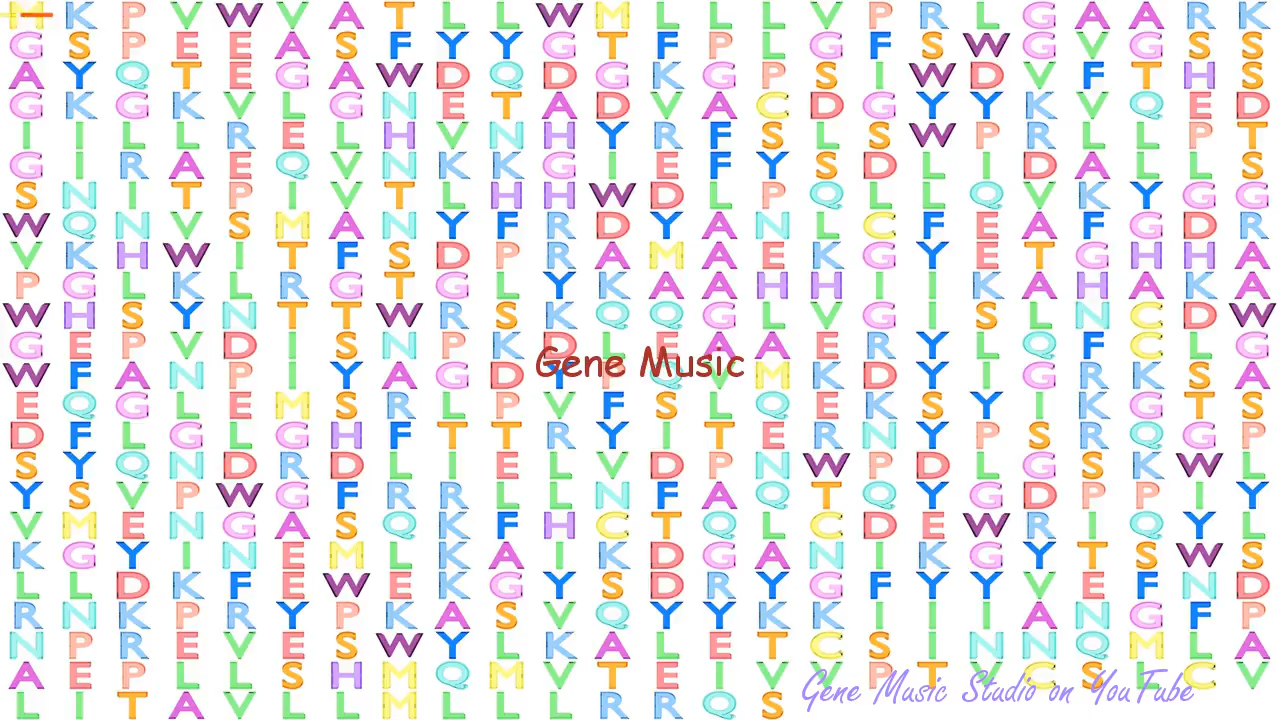 M K P V W V A T L L W M L L L V P R L G A A R K
G S P E E A S F Y Y G T F P L G F S W G V G S S
A Y Q T E G A W D Q D G K G P S I W D V F T H S
G K G K V L G N E T A D V A C D G Y Y K V Q E D
I I L L R E L H V N H Y R F S L S W P R L L P T
G I R A E Q V N K K G I E F Y S D L I D A L T S
S N I T P I V T L H H W D L P Q L L Q V K Y G G
W Q N V S M A N Y F R D Y A N L C F E A F G D R
V K H W I T F S D P R A M A E K G Y E T G H H A
P G L K L R G T G L Y K A A H H I I K A H A K A
W H S Y N T T W R S K Q Q G L V G I S L N C D W
G E P V D I S N P K D L E A A E R Y L Q F C L G
W F A N P I Y A G D Y P Q V M K D Y I G R K S A
E Q G L E M S R L P V F S L Q E K S Y I K G T S
D F L G L G H F T T R Y I T E R N Y P S R Q G P
S Y Q N D R D L I E L V D P N W P D L G S K W L
Y S V P W G F R R L L N F A Q T Q Y G D P P I Y
V M E N G A S Q K F H C T Q L C D E W R I Q Y L
K G Y I N E M L K A I K D G A N I K G Y T S W S
L L D K F E W E K G Y S D R Y G F Y Y V E F N D
R N K P R Y P K A S V Q Y Y K K I I A N G F P
N P R E V E S W Y L K A L E T C S I N N Q M L A
A E P L L S H M Q M V T E I V V P T V C S L C V
L I T A V L L M L L L R R Q S
Gene Music
Gene Music Studio on YouTube